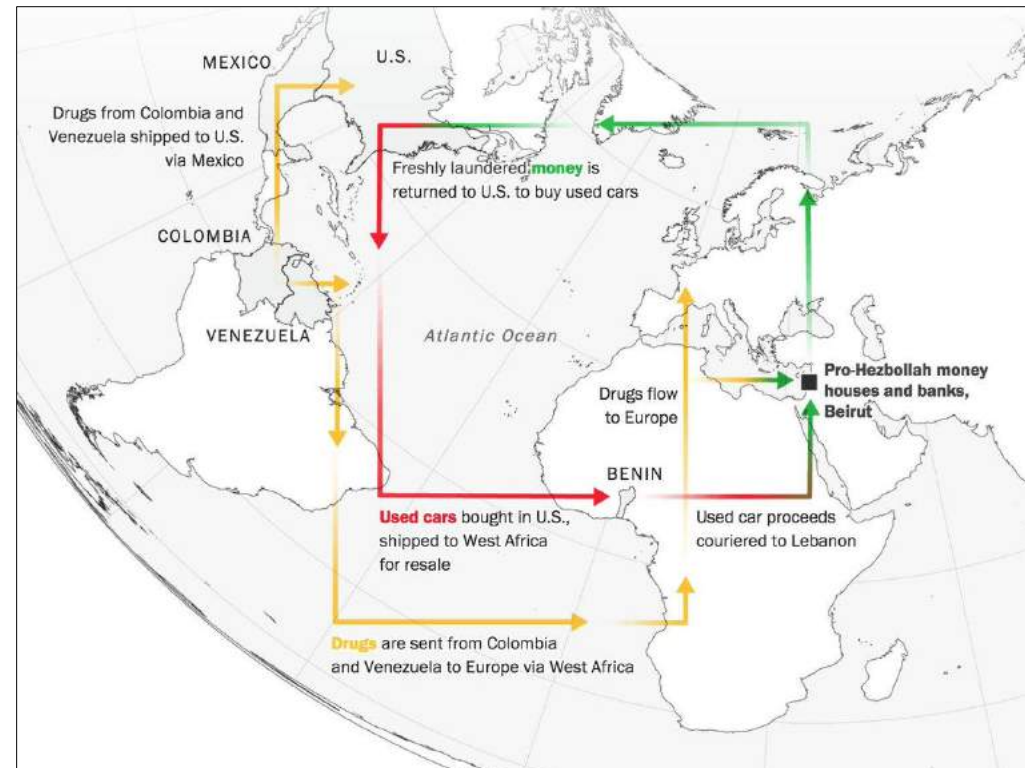 MEXICO
U.S.
Drugs from Colombia and
Venezuela shipped to U.S.
via Mexico
Freshly laundered money is
returned to U.S. to buy used cars
COLOMBIA
VENEZUELA
Atlantic Ocean
Pro-Hezbollah money
houses and banks,
Beirut
Drugs flow
to Europe
BENIN
Used cars bought in U.S.,
shipped to West Africa
for resale
Used car proceeds
couriered to Lebanon
Drugs are sent from Colombia
and Venezuela to Europe via West Africa